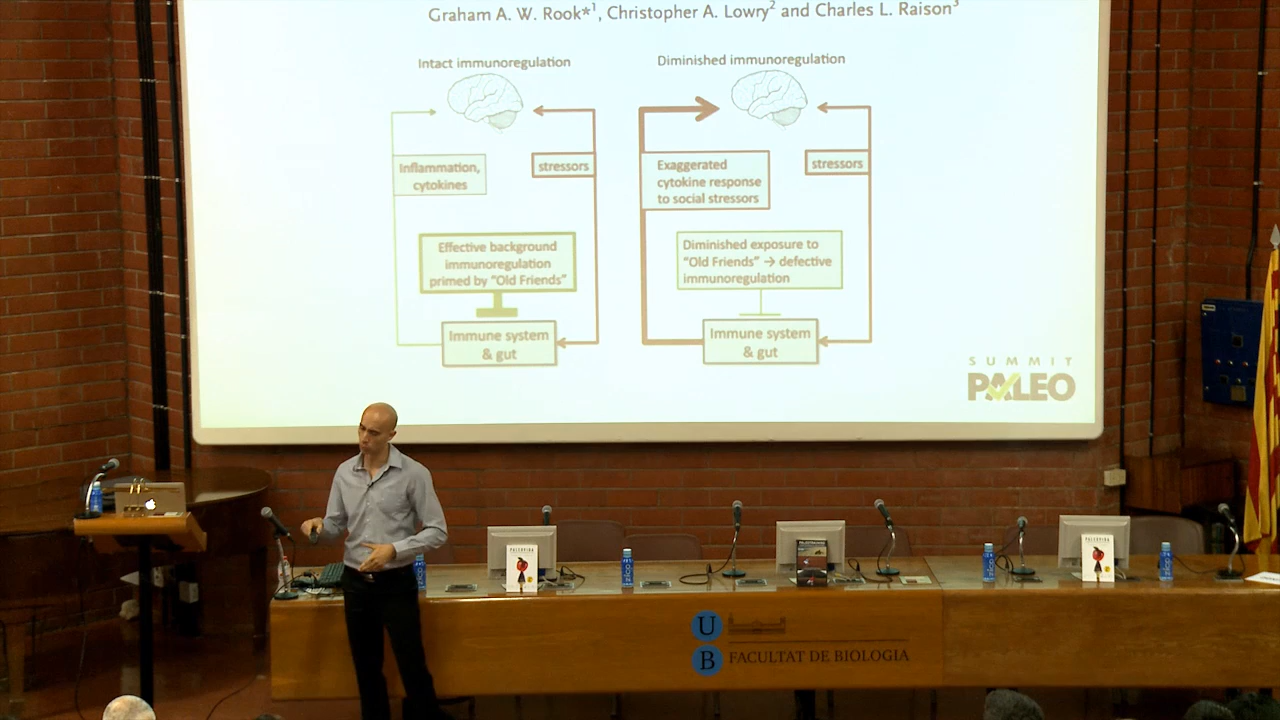 Graham A. W. Rook*¹, Christopher A. Lowry² and Charles L. Raison³
Intact immunoregulation
Diminished immunoregulation
Inflammation,
cytokines
stressors
Exaggerated
cytokine response
to social stressors
stressors
Effective background
immunoregulation
primed by "Old Friends"
Diminished exposure to
"Old Friends" → defective
immunoregulation
Immune system
& gut
Immune system
& gut
SUMMIT
PALEO
U
B
FACULTAT DE BIOLOGIA